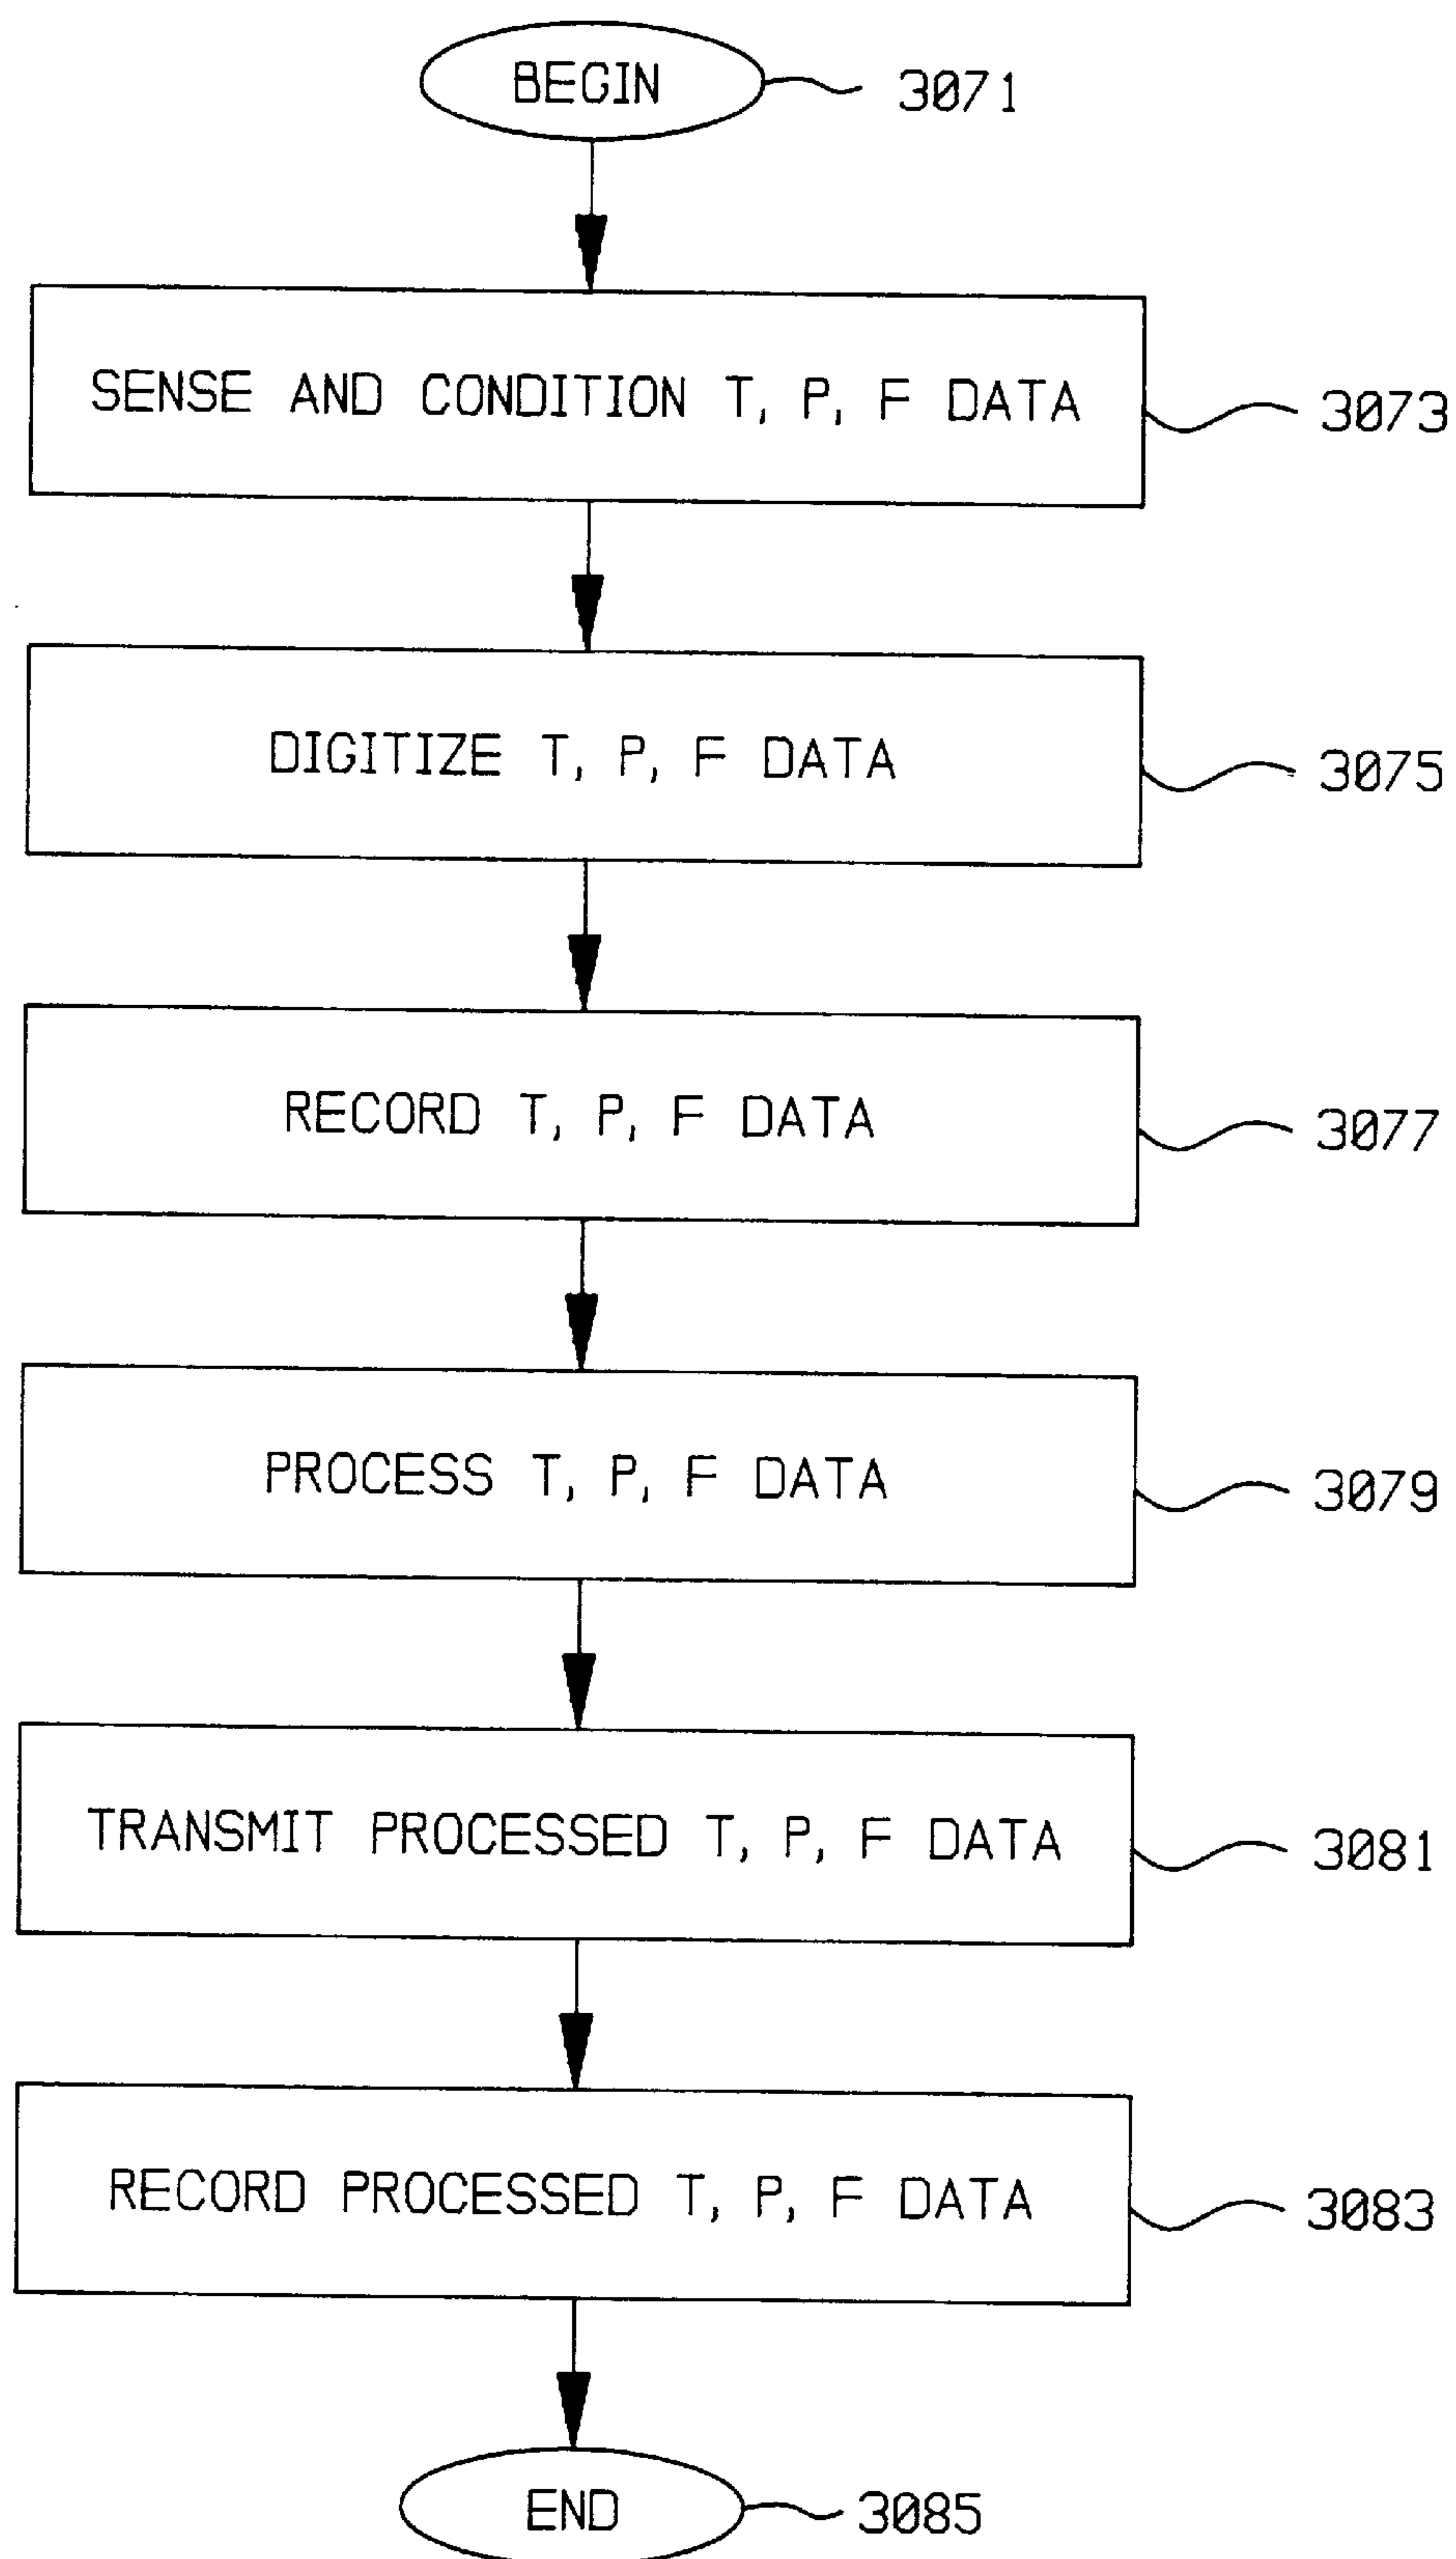 BEGIN 3071
SENSE AND CONDITION T, P, F DATA 3073
DIGITIZE T, P, F DATA 3075
RECORD T, P, F DATA 3077
PROCESS T, P, F DATA 3079
TRANSMIT PROCESSED T, P, F DATA 3081
RECORD PROCESSED T, P, F DATA 3083
END 3085